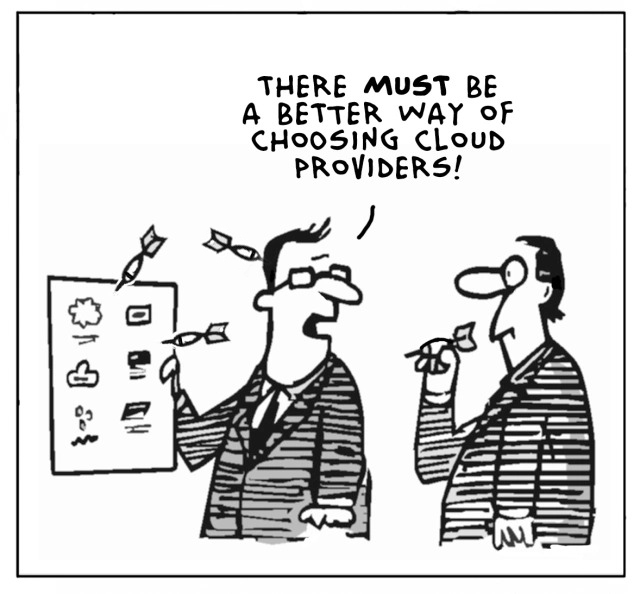 THERE MUST BE
A BETTER WAY OF
CHOOSING CLOUD
PROVIDERS!